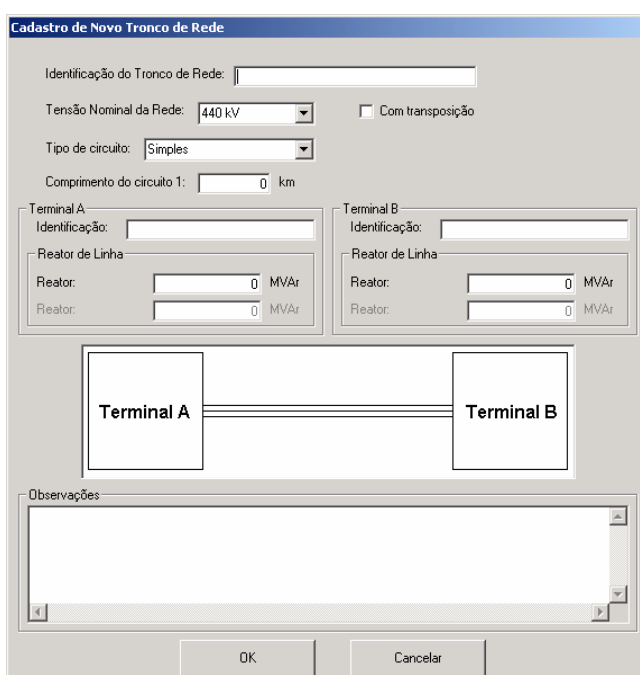 Cadastro de Novo Tronco de Rede
Identificação do Tronco de Rede:
Tensão Nominal da Rede: 440 kV Com transposição
Tipo de circuito: Simples
Comprimento do circuito 1: 0 km
Terminal A Terminal B
Identificação: Identificação:
Reator de Linha Reator de Linha
Reator: 0 MVAr Reator: 0 MVAr
Reator: 0 MVAr Reator: 0 MVAr
Terminal A Terminal B
Observações
OK Cancelar